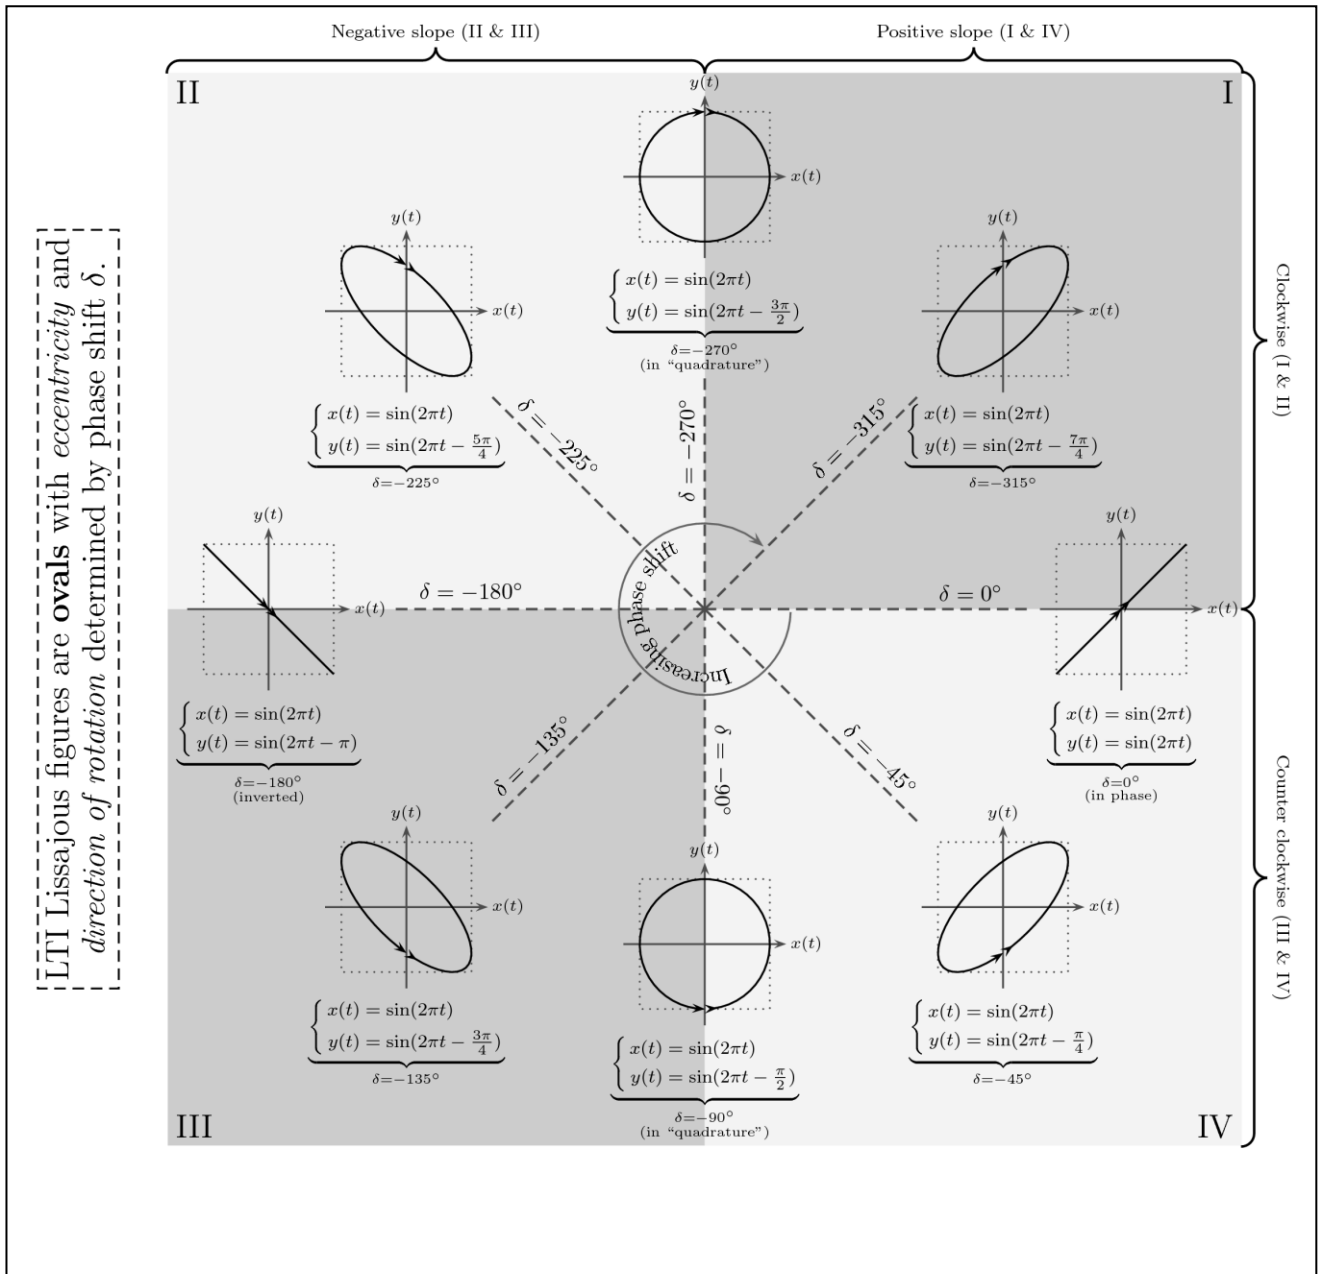 Negative slope (II & III)
Positive slope (I & IV)
II
I
y(t)
x(t)
{ x(t) = sin(2πt)
y(t) = sin(2πt − 3π/2)
δ=−270°
(in “quadrature”)
y(t)
x(t)
{ x(t) = sin(2πt)
y(t) = sin(2πt − 5π/4)
δ=−225°
y(t)
x(t)
{ x(t) = sin(2πt)
y(t) = sin(2πt − 7π/4)
δ=−315°
δ = −225°
δ = −270°
δ = −315°
Clockwise (I & II)
LTI Lissajous figures are ovals with eccentricity and
direction of rotation determined by phase shift δ.
y(t)
x(t)
{ x(t) = sin(2πt)
y(t) = sin(2πt − π)
δ=−180°
(inverted)
δ = −180°
Increasing phase shift
δ = 0°
y(t)
x(t)
{ x(t) = sin(2πt)
y(t) = sin(2πt)
δ=0°
(in phase)
δ = −135°
δ = −90°
δ = −45°
Counter clockwise (III & IV)
y(t)
x(t)
{ x(t) = sin(2πt)
y(t) = sin(2πt − 3π/4)
δ=−135°
y(t)
x(t)
{ x(t) = sin(2πt)
y(t) = sin(2πt − π/2)
δ=−90°
(in “quadrature”)
y(t)
x(t)
{ x(t) = sin(2πt)
y(t) = sin(2πt − π/4)
δ=−45°
III
IV